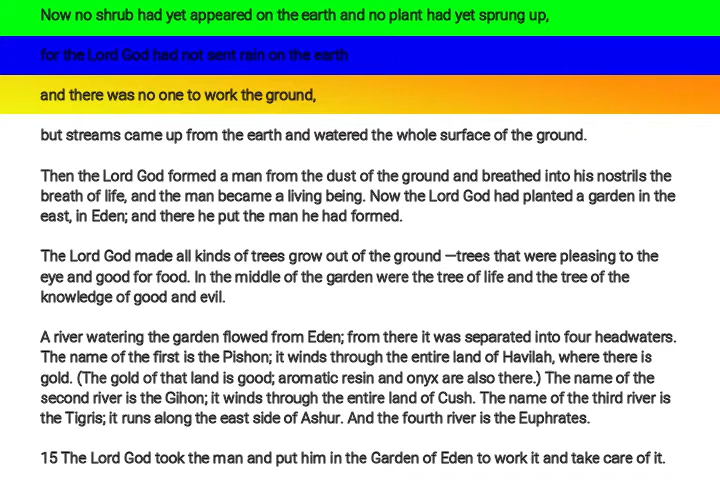 Now no shrub had yet appeared on the earth and no plant had yet sprung up,
for the Lord God had not sent rain on the earth
and there was no one to work the ground,
but streams came up from the earth and watered the whole surface of the ground.
Then the Lord God formed a man from the dust of the ground and breathed into his nostrils the
breath of life, and the man became a living being. Now the Lord God had planted a garden in the
east, in Eden; and there he put the man he had formed.
The Lord God made all kinds of trees grow out of the ground —trees that were pleasing to the
eye and good for food. In the middle of the garden were the tree of life and the tree of the
knowledge of good and evil.
A river watering the garden flowed from Eden; from there it was separated into four headwaters.
The name of the first is the Pishon; it winds through the entire land of Havilah, where there is
gold. (The gold of that land is good; aromatic resin and onyx are also there.) The name of the
second river is the Gihon; it winds through the entire land of Cush. The name of the third river is
the Tigris; it runs along the east side of Ashur. And the fourth river is the Euphrates.
15 The Lord God took the man and put him in the Garden of Eden to work it and take care of it.